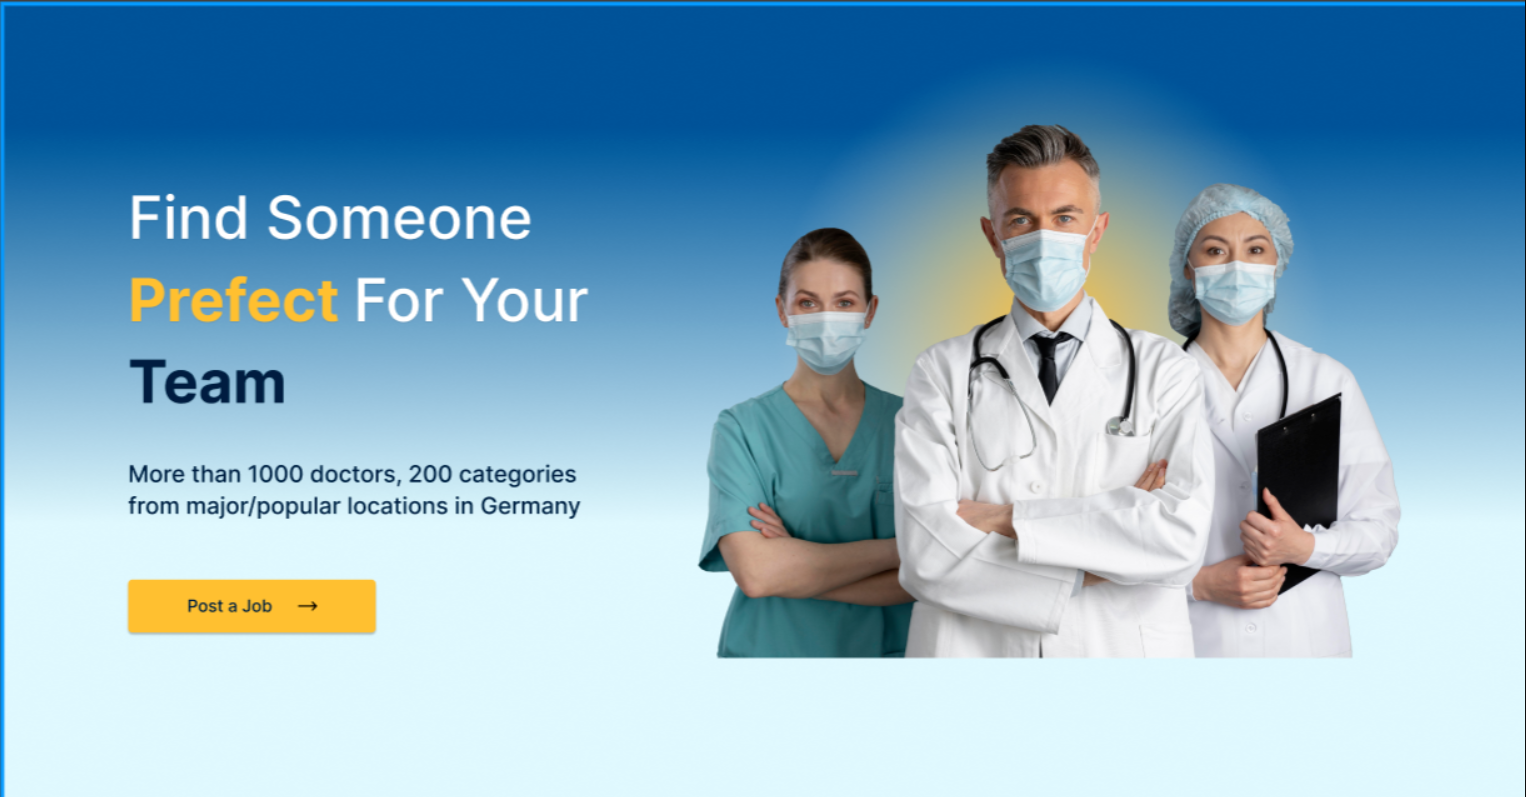 Find Someone
Prefect For Your
Team
More than 1000 doctors, 200 categories
from major/popular locations in Germany
Post a Job →